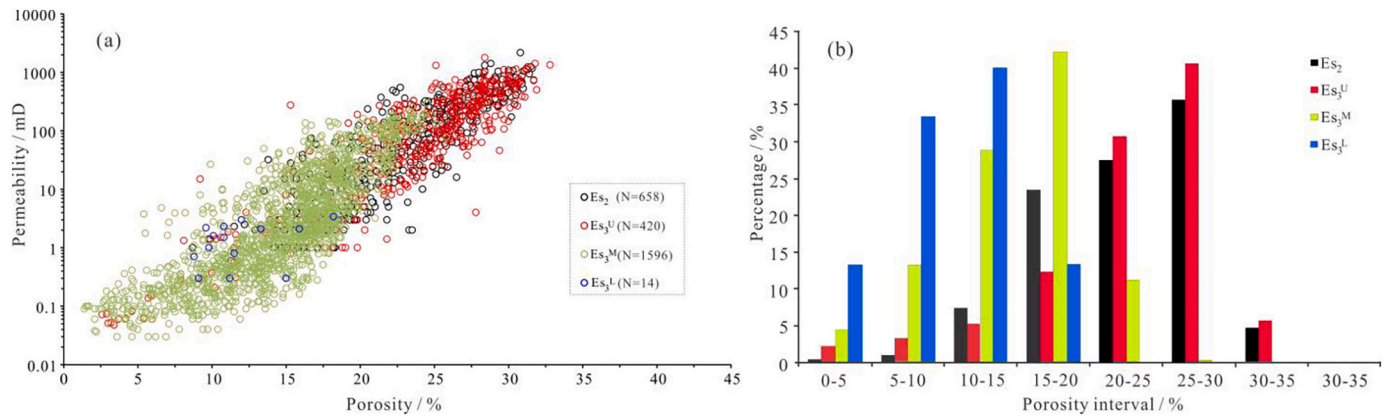 (a)
Permeability / mD
10000
1000
100
10
1
0.1
0.01
0 5 10 15 20 25 30 35 40 45
Porosity / %
Es₂ (N=658)
Es₃ᵁ (N=420)
Es₃ᴹ (N=1596)
Es₃ᴸ (N=14)
(b)
Percentage / %
45
40
35
30
25
20
15
10
5
0
0-5 5-10 10-15 15-20 20-25 25-30 30-35 30-35
Porosity interval / %
Es₂
Es₃ᵁ
Es₃ᴹ
Es₃ᴸ